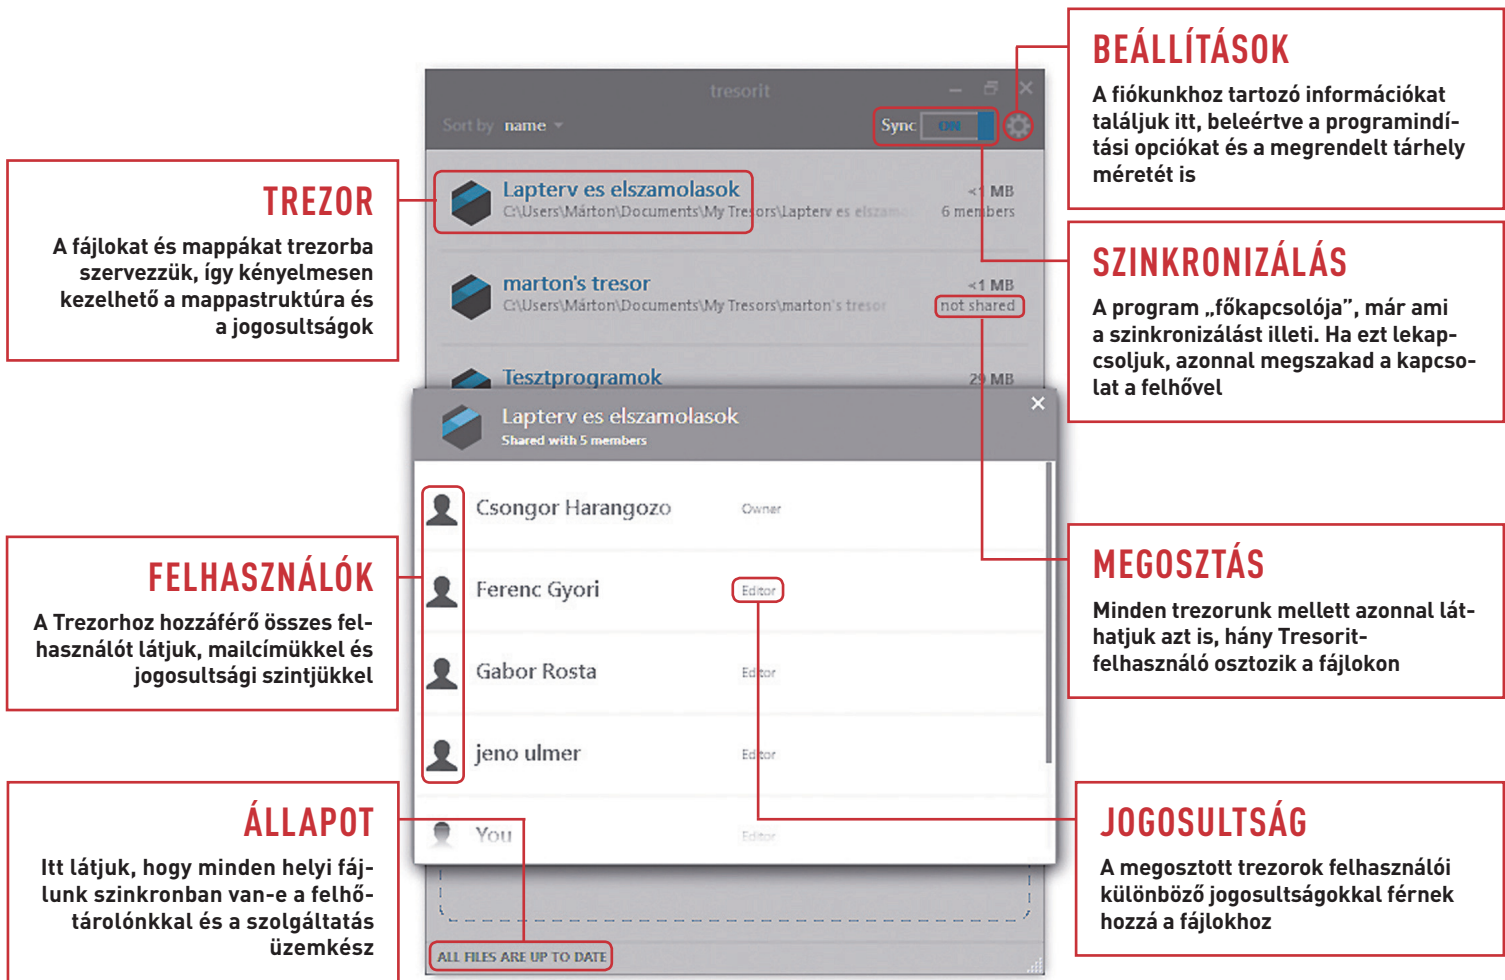 BEÁLLÍTÁSOK
A fiókunkhoz tartozó információkat
találjuk itt, beleértve a programindí-
tási opciókat és a megrendelt tárhely
méretét is
tresorit
Sort by name
Sync ON
TREZOR
A fájlokat és mappákat trezorba
szervezzük, így kényelmesen
kezelhető a mappastruktúra és
a jogosultságok
Lapterv es elszamolasok
<1 MB
C:\Users\Márton\Documents\My Tresors\Lapterv es elszamo
6 members
marton's tresor
<1 MB
C:\Users\Márton\Documents\My Tresors\marton's tresor
not shared
Tesztprogramok
29 MB
SZINKRONIZÁLÁS
A program „főkapcsolója”, már ami
a szinkronizálást illeti. Ha ezt lekap-
csoljuk, azonnal megszakad a kapcso-
lat a felhővel
Lapterv es elszamolasok
Shared with 5 members
Csongor Harangozo Owner
Ferenc Gyori Editor
Gabor Rosta Editor
jeno ulmer Editor
You Editor
FELHASZNÁLÓK
A Trezorhoz hozzáférő összes fel-
használót látjuk, mailcímükkel és
jogosultsági szintjükkel
MEGOSZTÁS
Minden trezorunk mellett azonnal lát-
hatjuk azt is, hány Tresorit-
felhasználó osztozik a fájlokon
ÁLLAPOT
Itt látjuk, hogy minden helyi fáj-
lunk szinkronban van-e a felhő-
tárolónkkal és a szolgáltatás
üzemkész
JOGOSULTSÁG
A megosztott trezorok felhasználói
különböző jogosultságokkal férnek
hozzá a fájlokhoz
ALL FILES ARE UP TO DATE